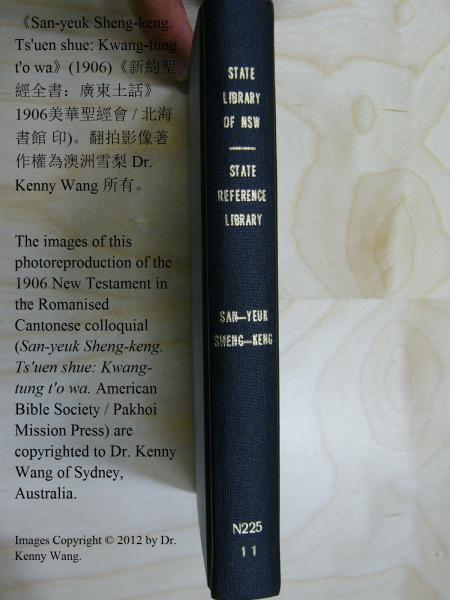 《San-yeuk Sheng-keng.
Ts'uen shue: Kwang-tung
t'o wa》(1906)《新約聖
經全書：廣東土話》
1906美華聖經會 / 北海
書館 印)。翻拍影像著
作權為澳洲雪梨 Dr.
Kenny Wang 所有。
The images of this
photoreproduction of the
1906 New Testament in
the Romanised
Cantonese colloquial
(San-yeuk Sheng-keng.
Ts'uen shue: Kwang-
tung t'o wa. American
Bible Society / Pakhoi
Mission Press) are
copyrighted to Dr. Kenny
Wang of Sydney,
Australia.
Images Copyright © 2012 by Dr.
Kenny Wang.
STATE
LIBRARY
OF NSW
STATE
REFERENCE
LIBRARY
SAN—YEUK
SHENG—KENG
N225
11